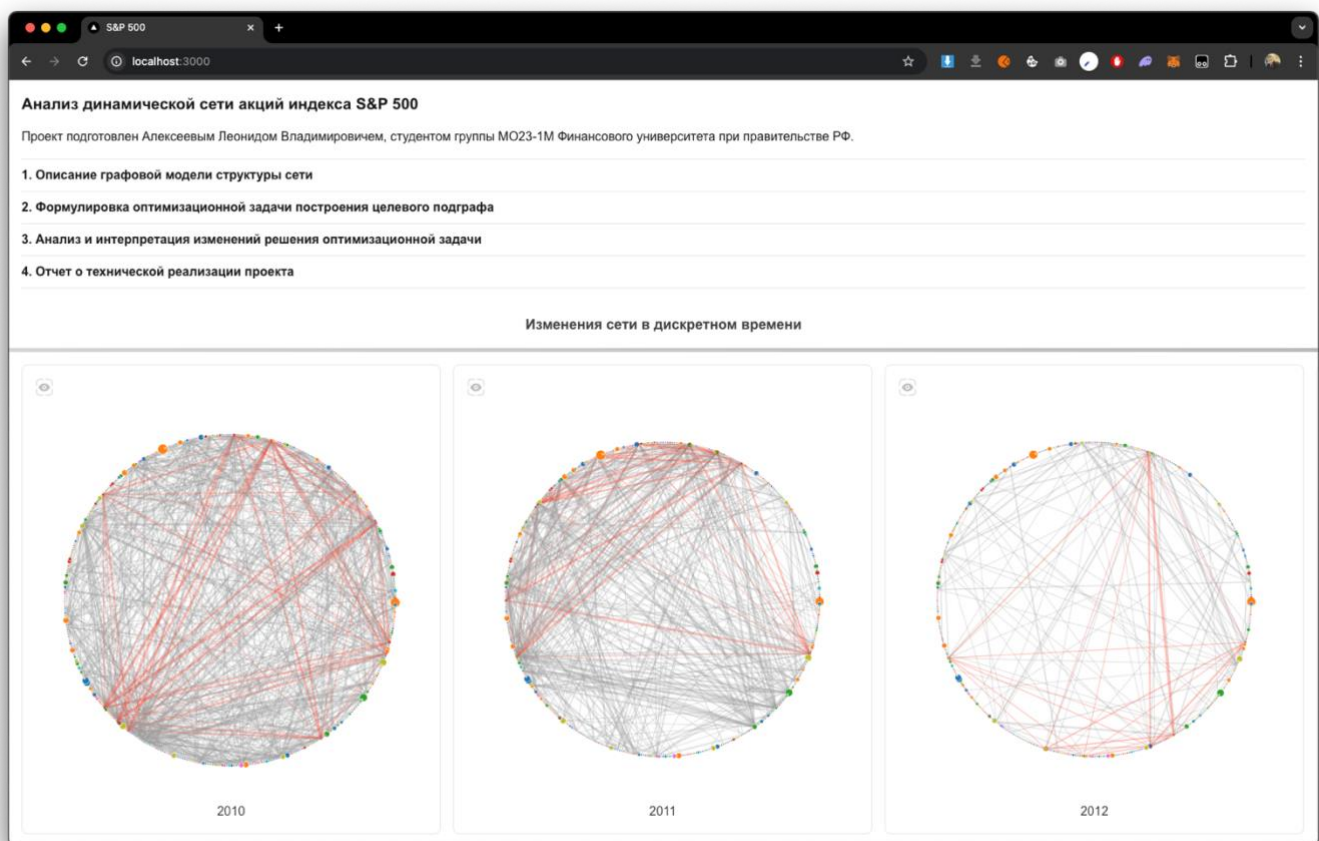 S&P 500
localhost:3000
Анализ динамической сети акций индекса S&P 500
Проект подготовлен Алексеевым Леонидом Владимировичем, студентом группы МО23-1М Финансового университета при правительстве РФ.
1. Описание графовой модели структуры сети
2. Формулировка оптимизационной задачи построения целевого подграфа
3. Анализ и интерпретация изменений решения оптимизационной задачи
4. Отчет о технической реализации проекта
Изменения сети в дискретном времени
2010
2011
2012